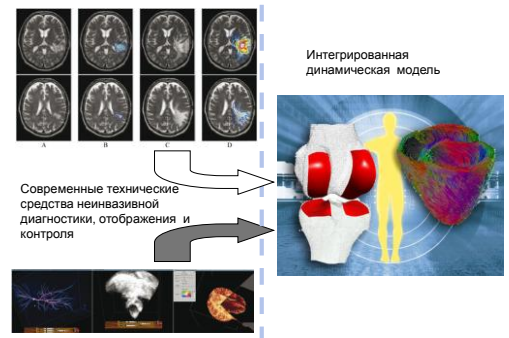 Интегрированная
динамическая модель
A B C D
Современные технические
средства неинвазивной
диагностики, отображения и
контроля